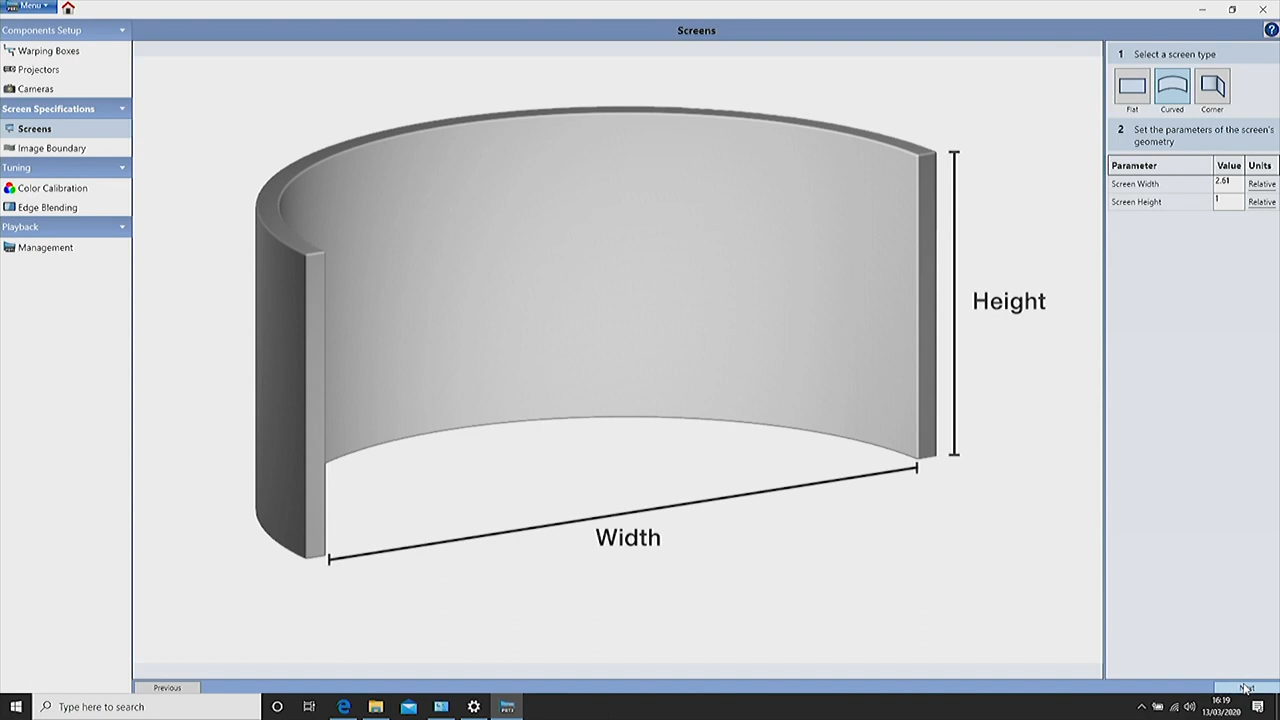 Menu
Screens
Components Setup
Warping Boxes
Projectors
Cameras
Screen Specifications
Screens
Image Boundary
Tuning
Color Calibration
Edge Blending
Playback
Management
Height
Width
1 Select a screen type
Flat Curved Corner
2 Set the parameters of the screen's
geometry
Parameter Value Units
Screen Width 2.61 Relative
Screen Height 1 Relative
Previous
Type here to search
16:19
13/03/2020